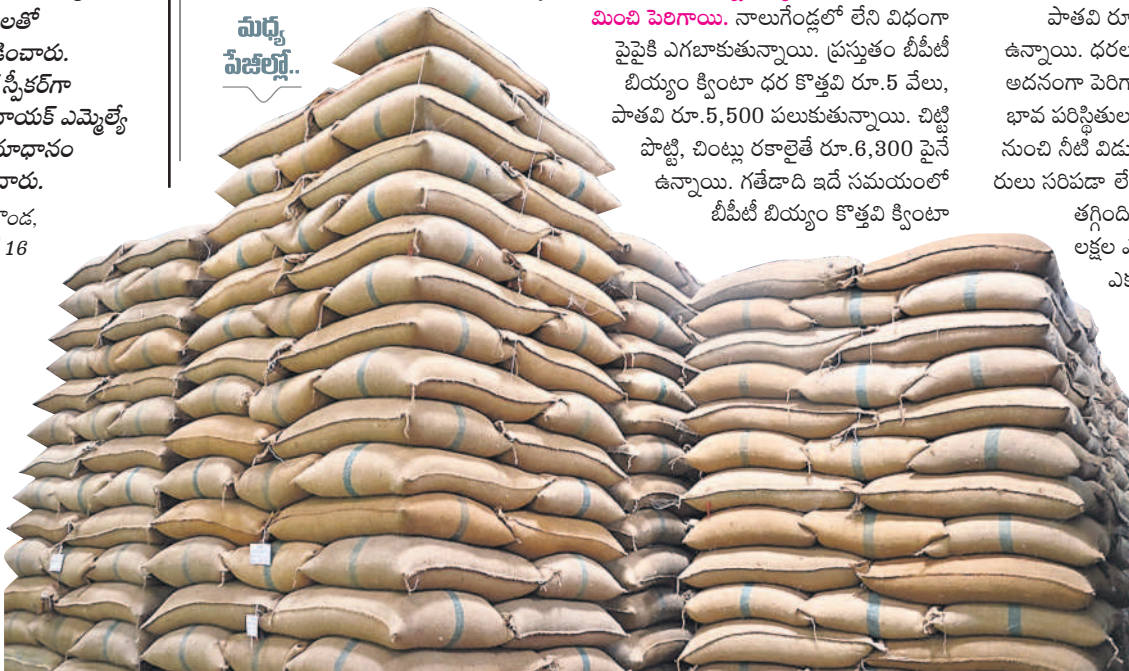 లతో
డించారు.
స్పీకర్‌గా
నాయక్ ఎమ్మెల్యే
రాధానం
చారు.
ొండ,
16
మధ్య
పేజీల్లో..
మించి పెరిగాయి. నాలుగేండ్లలో లేని విధంగా
పైపైకి ఎగబాకుతున్నాయి. ప్రస్తుతం బీపీటీ
బియ్యం క్వింటా ధర కొత్తవి రూ.5 వేలు,
పాతవి రూ.5,500 పలుకుతున్నాయి. చిట్టి
పొట్టి, చింట్లు రకాలైతే రూ.6,300 పైనే
ఉన్నాయి. గతేడాది ఇదే సమయంలో
బీపీటీ బియ్యం కొత్తవి క్వింటా
పాతవి రూ
ఉన్నాయి. ధరల
అదనంగా పెరిగా
భావ పరిస్థితుల
నుంచి నీటి విడు
రులు సరిపడా లే
తగ్గింది
లక్షల ఎ
ఎక